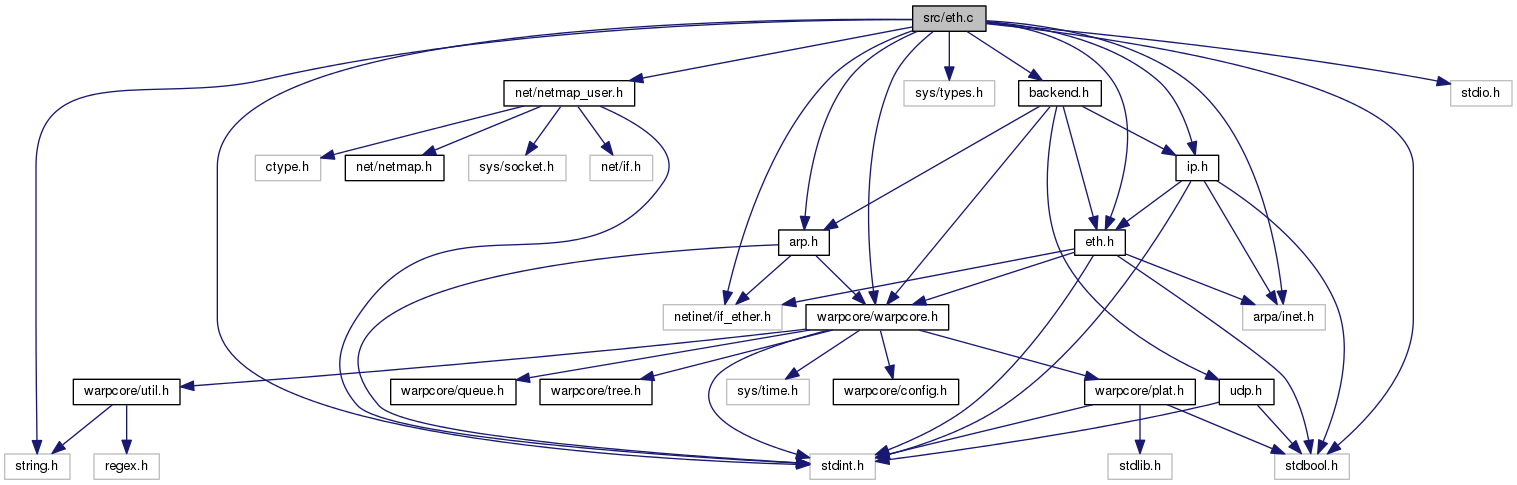 src/eth.c
net/netmap_user.h
sys/types.h
backend.h
stdio.h
ctype.h
net/netmap.h
sys/socket.h
net/if.h
ip.h
arp.h
eth.h
netinet/if_ether.h
warpcore/warpcore.h
arpa/inet.h
warpcore/util.h
warpcore/queue.h
warpcore/tree.h
sys/time.h
warpcore/config.h
warpcore/plat.h
udp.h
string.h
regex.h
stdint.h
stdlib.h
stdbool.h